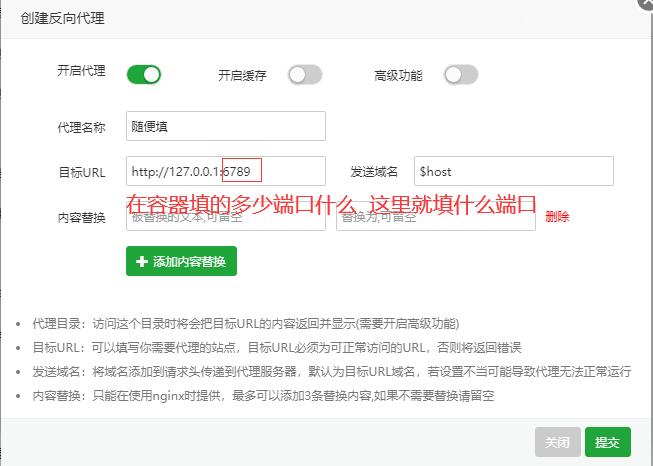 创建反向代理
开启代理 开启缓存 高级功能
代理名称 随便填
目标URL http://127.0.0.1:6789 发送域名 $host
在容器填的多少端口什么 这里就填什么端口
内容替换 被替换的文本,可留空 替换为,可留空 删除
添加内容替换
代理目录：访问这个目录时将会把目标URL的内容返回并显示(需要开启高级功能)
目标URL：可以填写你需要代理的站点，目标URL必须为可正常访问的URL，否则将返回错误
发送域名：将域名添加到请求头传递到代理服务器，默认为目标URL域名，若设置不当可能导致代理无法正常运行
内容替换：只能在使用nginx时提供，最多可以添加3条替换内容,如果不需要替换请留空
关闭 提交